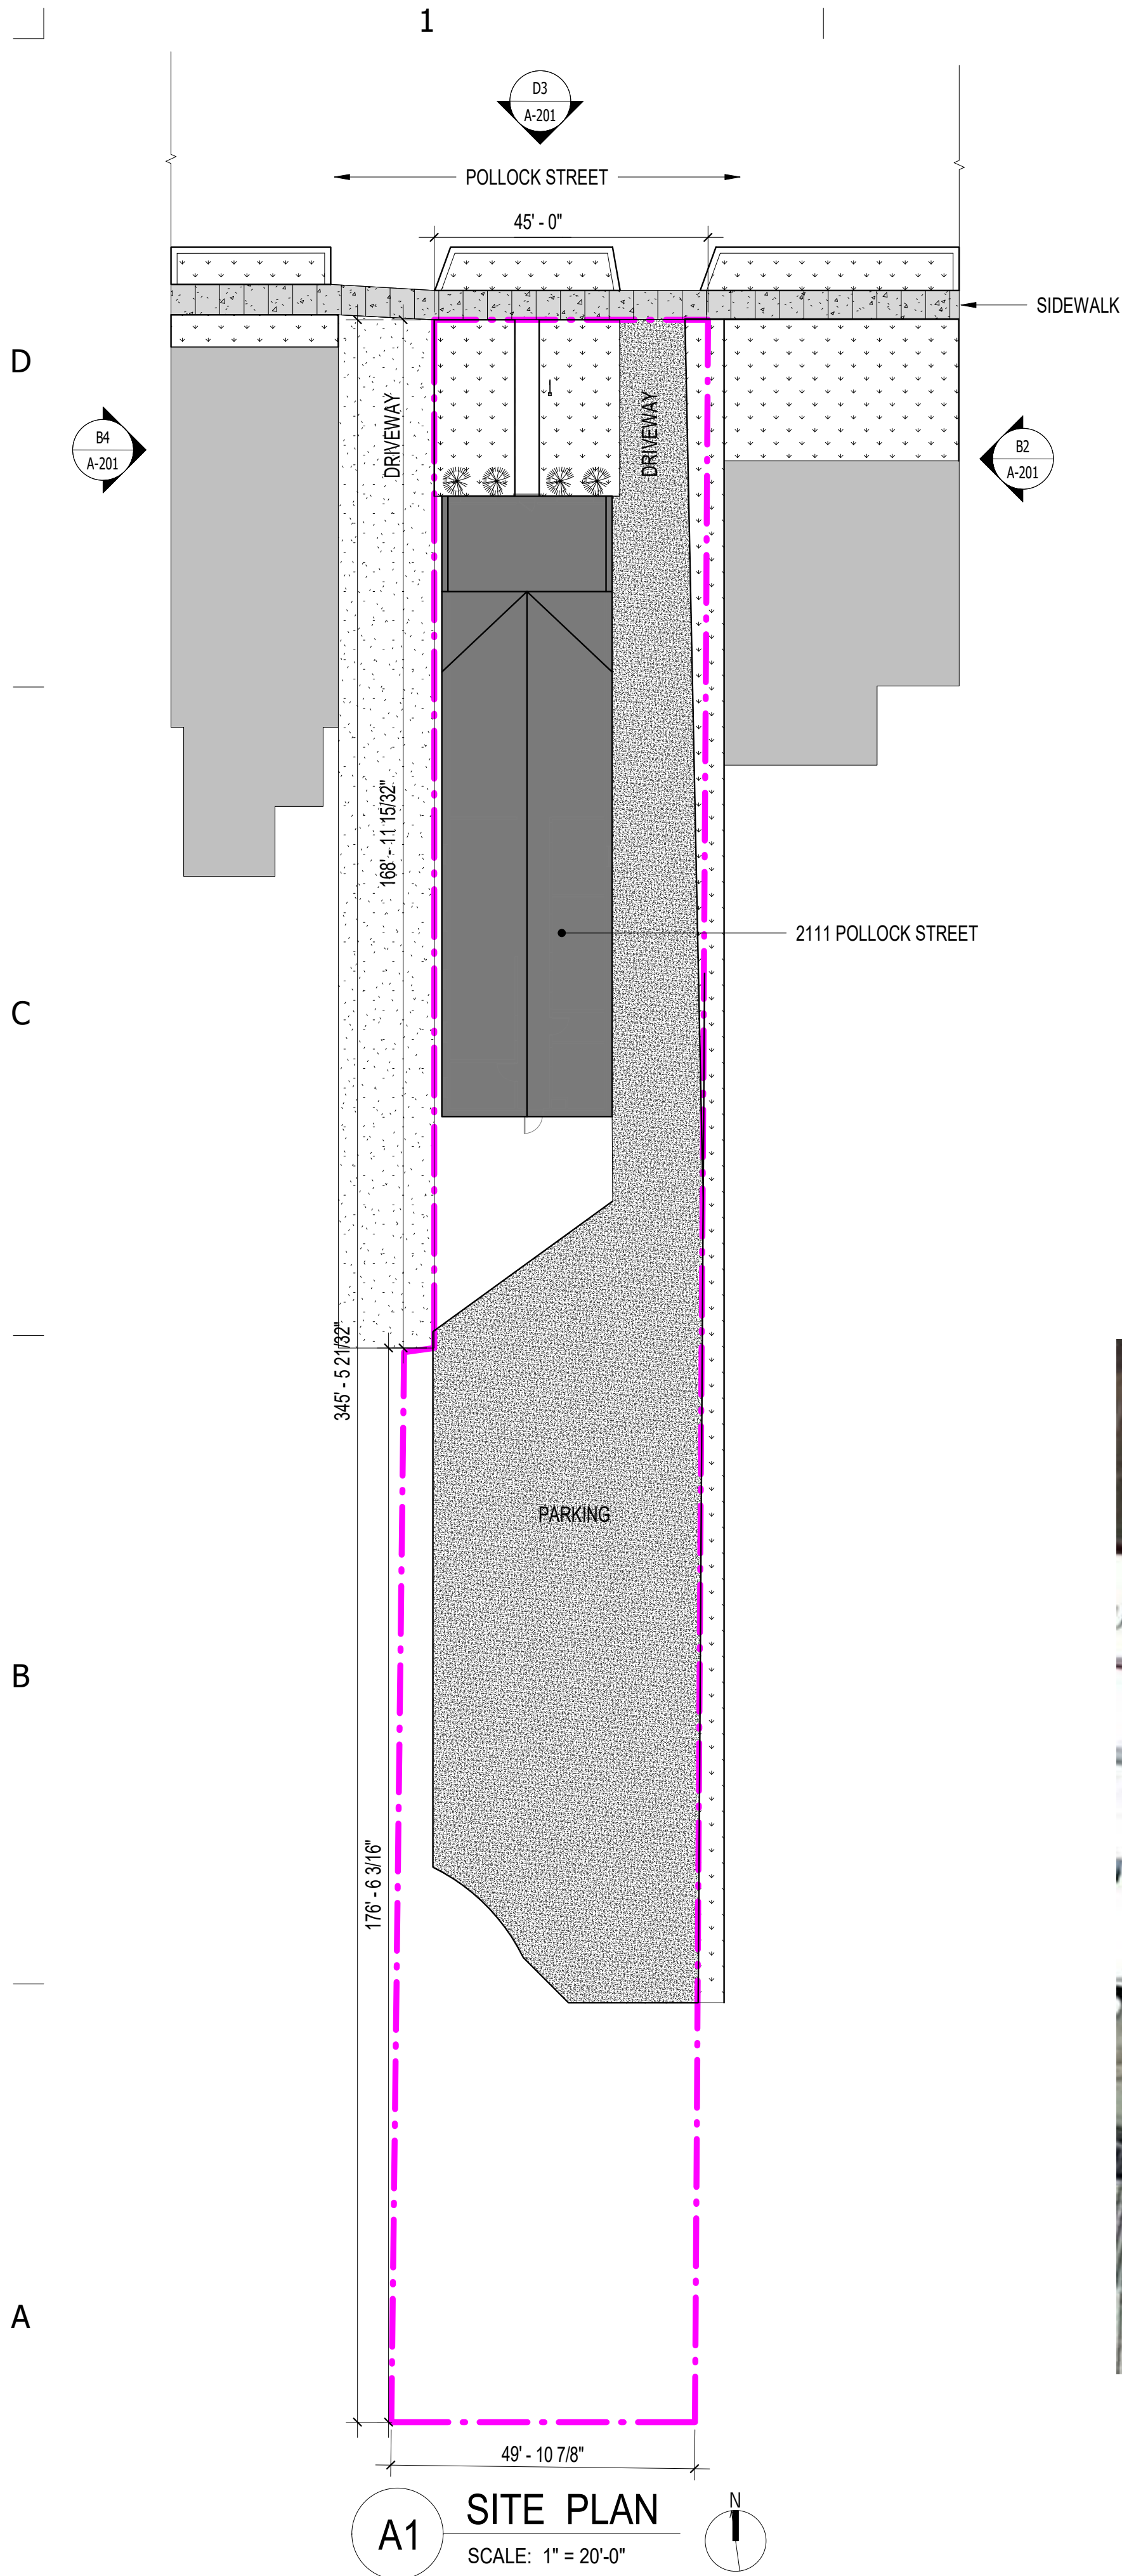 1
D3
A-201
POLLOCK STREET
45' - 0"
SIDEWALK
D
DRIVEWAY
DRIVEWAY
B4
A-201
B2
A-201
168' - 11 15/32"
2111 POLLOCK STREET
C
345' - 5 21/32"
PARKING
B
176' - 6 3/16"
A
49' - 10 7/8"
A1
SITE PLAN
N
SCALE: 1" = 20'-0"